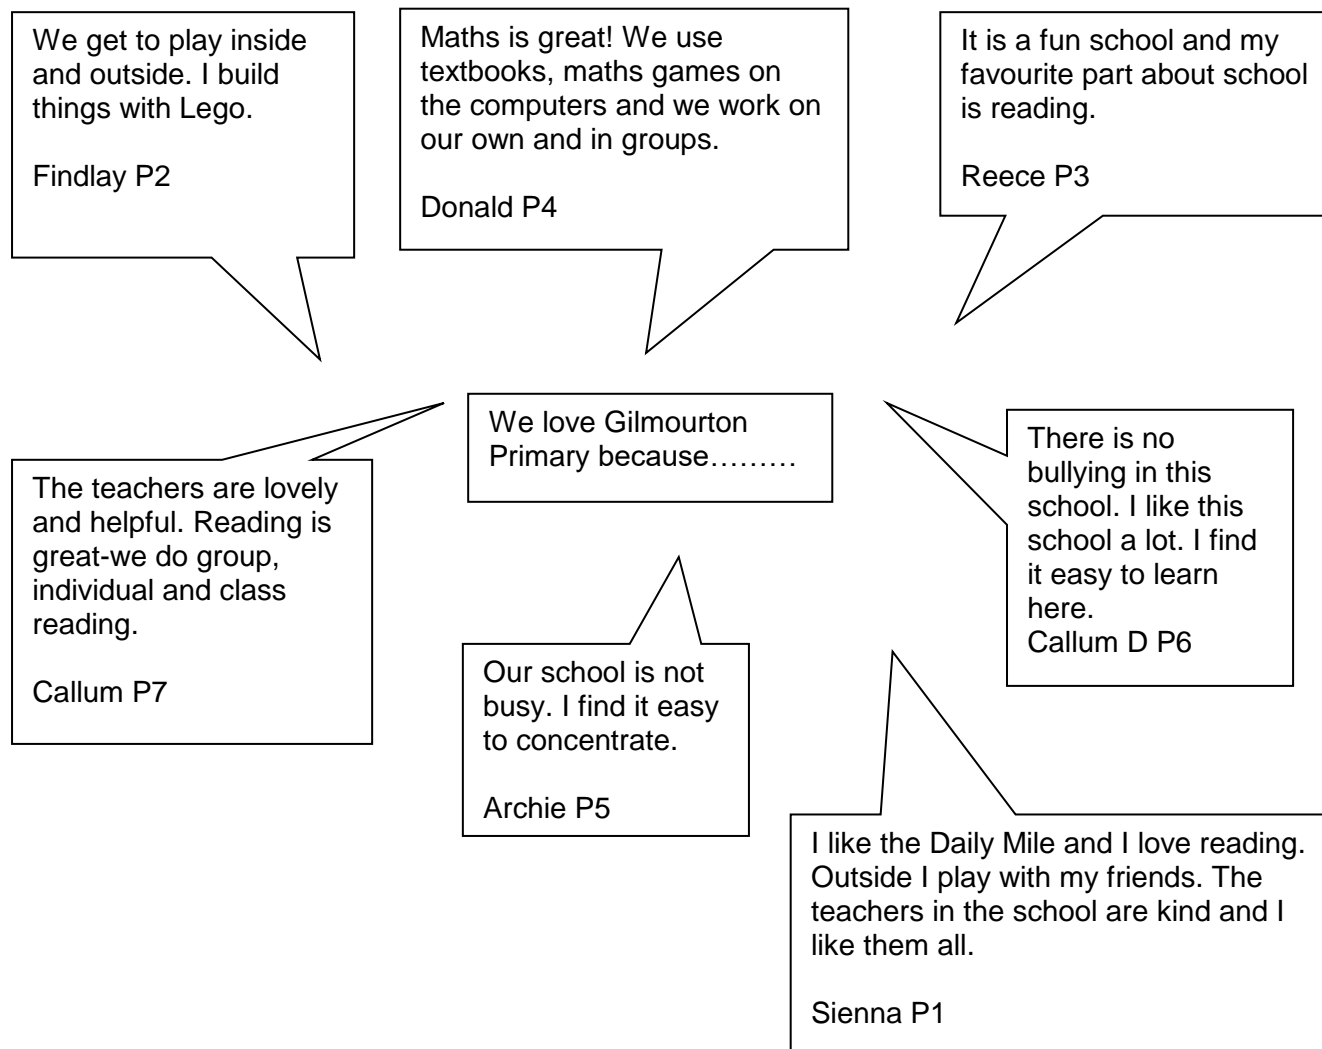 We get to play inside
and outside. I build
things with Lego.
Findlay P2
Maths is great! We use
textbooks, maths games on
the computers and we work on
our own and in groups.
Donald P4
It is a fun school and my
favourite part about school
is reading.
Reece P3
We love Gilmourton
Primary because………
The teachers are lovely
and helpful. Reading is
great-we do group,
individual and class
reading.
Callum P7
There is no
bullying in this
school. I like this
school a lot. I find
it easy to learn
here.
Callum D P6
Our school is not
busy. I find it easy
to concentrate.
Archie P5
I like the Daily Mile and I love reading.
Outside I play with my friends. The
teachers in the school are kind and I
like them all.
Sienna P1